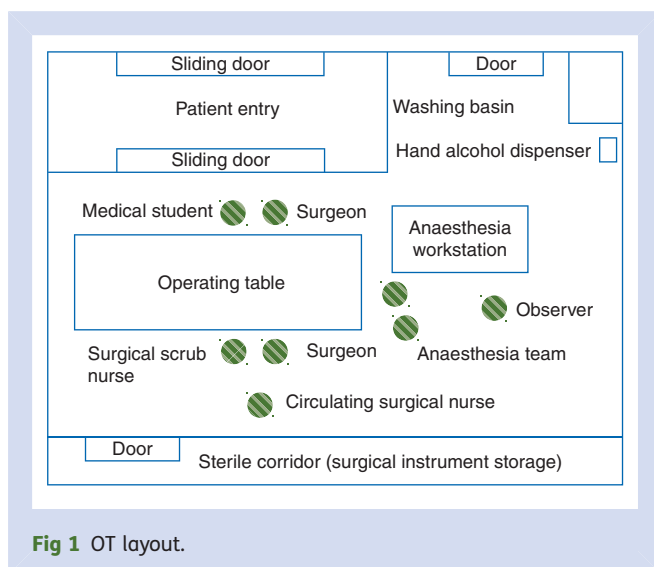 Sliding door
Door
Patient entry
Washing basin
Sliding door
Hand alcohol dispenser
Medical student
Surgeon
Anaesthesia
workstation
Operating table
Observer
Surgical scrub
nurse
Surgeon
Anaesthesia team
Circulating surgical nurse
Door
Sterile corridor (surgical instrument storage)
Fig 1 OT layout.